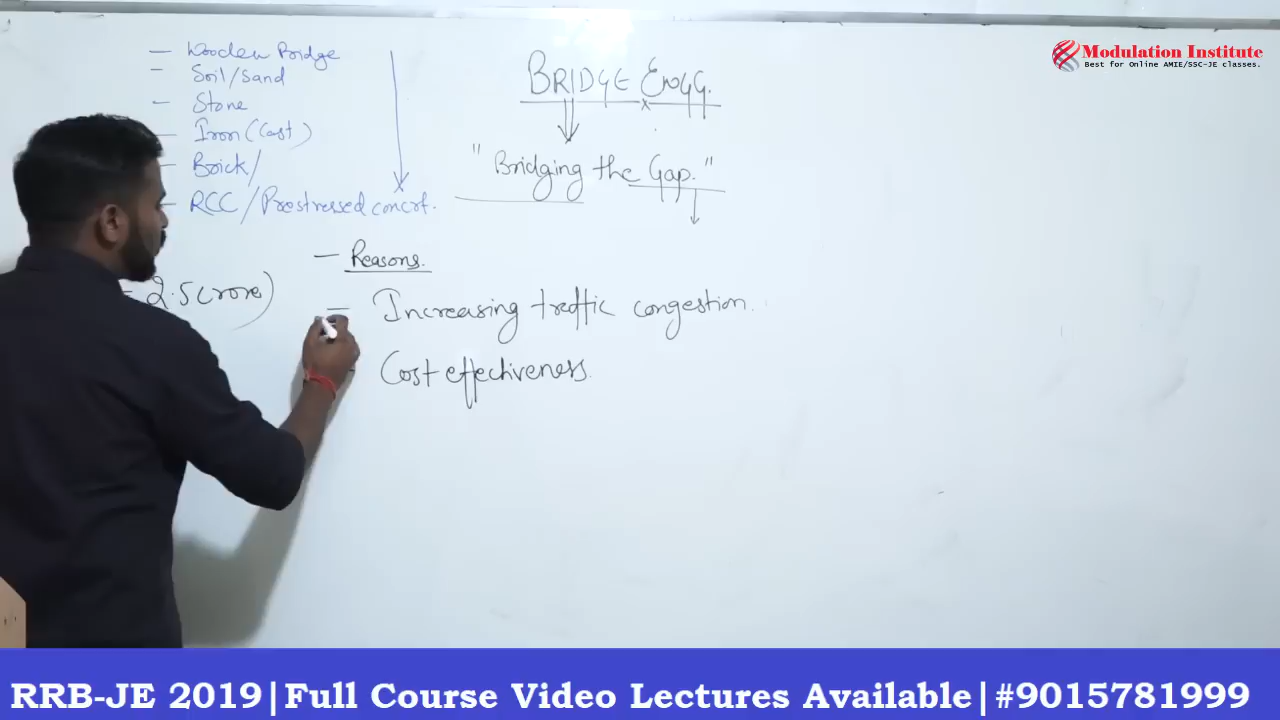 — Wooden Bridge
- Soil/Sand
- Stone
- Iron (Cast)
- Brick/
- RCC/Prestressed concrt.
BRIDGE ENGG.
"Bridging the Gap."
= 2.5 Crore)
— Reasons.
— Increasing traffic congestion.
- Cost effectiveness.
Modulation Institute
Best for Online AMIE/SSC-JE classes.
RRB-JE 2019|Full Course Video Lectures Available|#9015781999